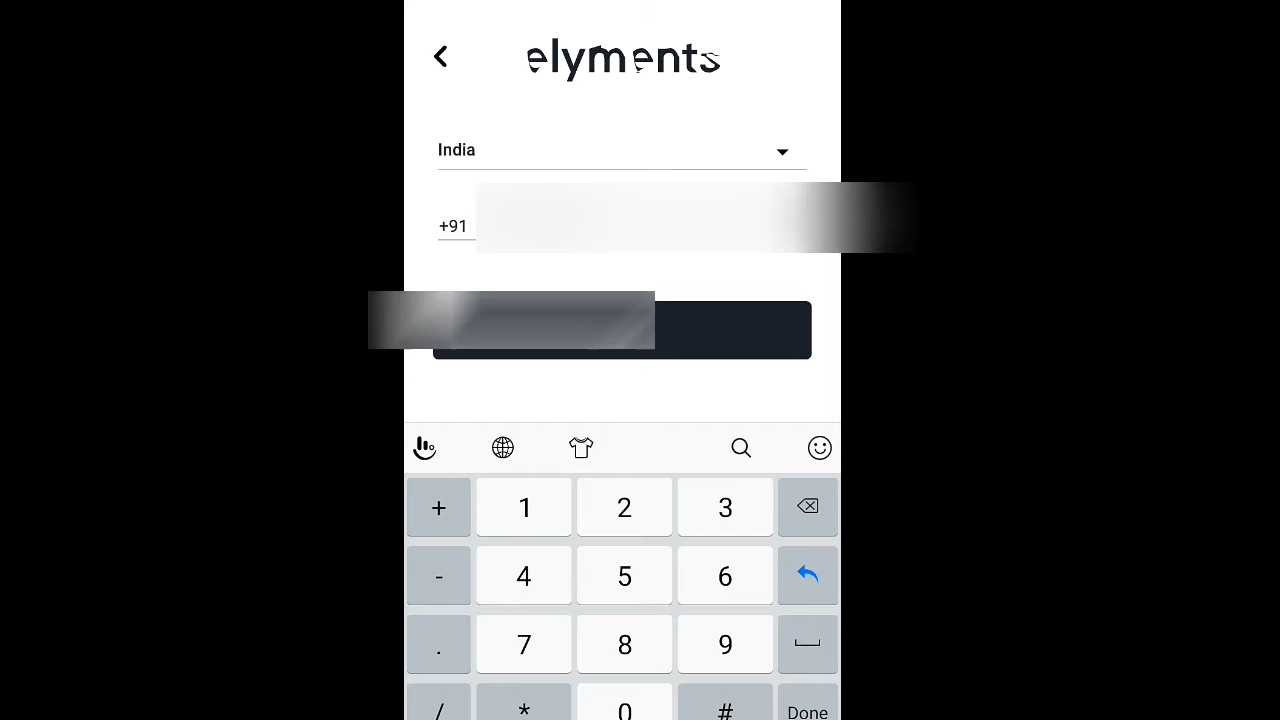 elyments
India
+91
+ 1 2 3
- 4 5 6
. 7 8 9
/ * 0 # Done